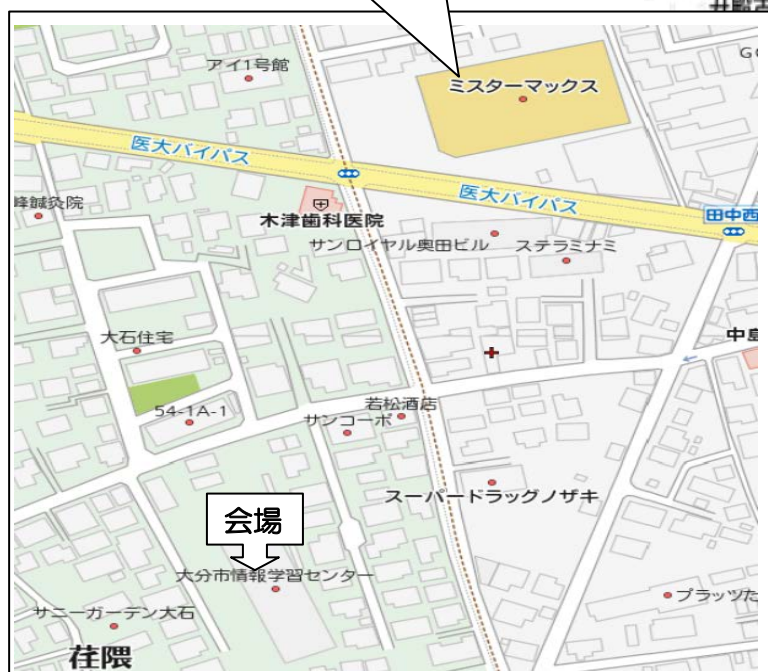 アイ1号館
ミスターマックス
医大バイパス
峰鍼灸院
木津歯科医院
医大バイパス
田中西
サンロイヤル奥田ビル
ステラミナミ
大石住宅
中島
54-1A-1
若松酒店
サンコーポ
スーパードラッグノザキ
会場
大分市情報学習センター
サニーガーデン大石
プラッツた
荏隈